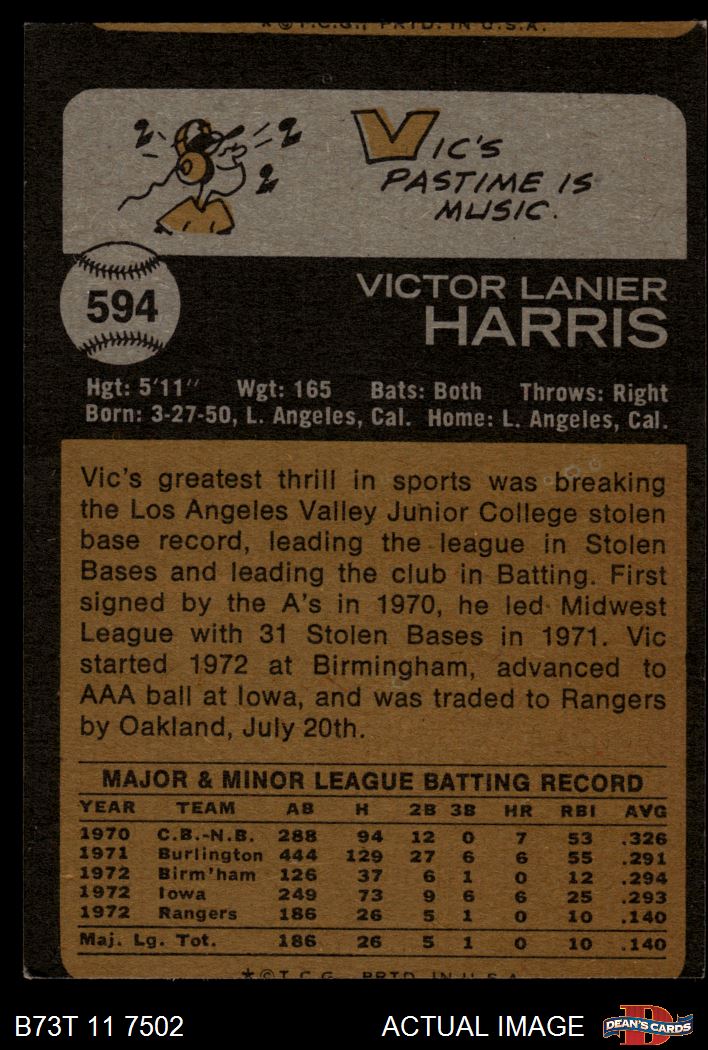 ★©T.C.G., PRTD. IN U.S.A.
2 2 2
VIC'S
PASTIME IS
MUSIC.
594
VICTOR LANIER
HARRIS
Hgt: 5'11" Wgt: 165 Bats: Both Throws: Right
Born: 3-27-50, L. Angeles, Cal. Home: L. Angeles, Cal.
Vic's greatest thrill in sports was breaking
the Los Angeles Valley Junior College stolen
base record, leading the league in Stolen
Bases and leading the club in Batting. First
signed by the A's in 1970, he led Midwest
League with 31 Stolen Bases in 1971. Vic
started 1972 at Birmingham, advanced to
AAA ball at Iowa, and was traded to Rangers
by Oakland, July 20th.
MAJOR & MINOR LEAGUE BATTING RECORD
YEAR TEAM AB H 2B 3B HR RBI AVG
1970 C.B.-N.B. 288 94 12 0 7 53 .326
1971 Burlington 444 129 27 6 6 55 .291
1972 Birm'ham 126 37 6 1 0 12 .294
1972 Iowa 249 73 9 6 6 25 .293
1972 Rangers 186 26 5 1 0 10 .140
Maj. Lg. Tot. 186 26 5 1 0 10 .140
★©T.C.G., PRTD. IN U.S.A.
B73T 11 7502 ACTUAL IMAGE DEAN'S CARDS